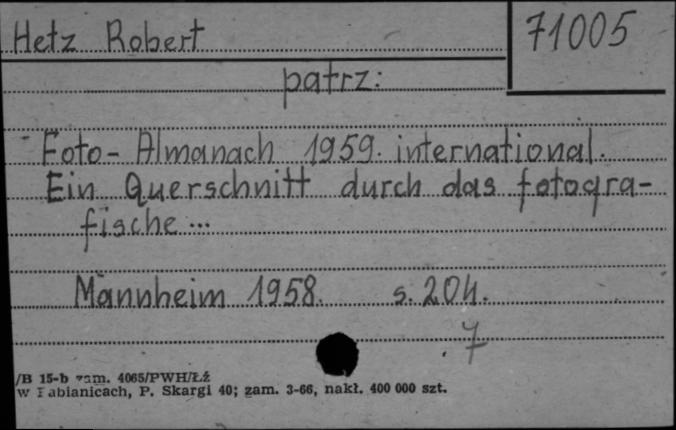 Hetz Robert
71005
patrz:
Foto-Almanach 1959. international.
Ein Querschnitt durch das fotogra-
fische...
Mannheim 1958. s. 204.
7
/B 15-b zam. 4065/PWH/Łź
w Pabianicach, P. Skargi 40; zam. 3-66, nakł. 400 000 szt.